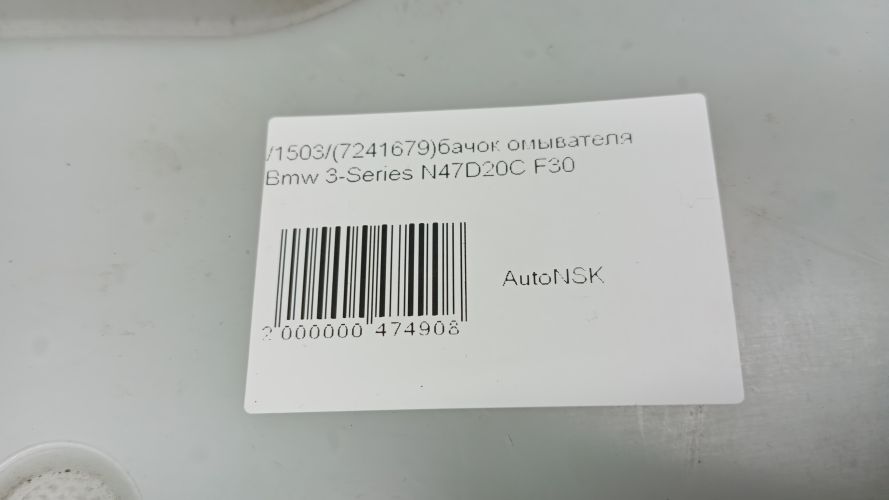 /1503/(7241679)бачок омывателя
Bmw 3-Series N47D20C F30
AutoNSK
2 000000 474908